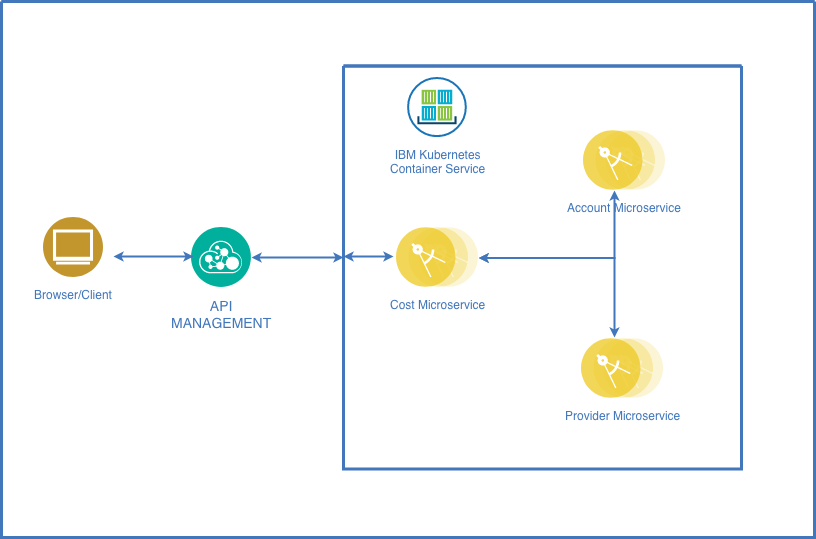 IBM Kubernetes
Container Service
Account Microservice
Browser/Client
API
MANAGEMENT
Cost Microservice
Provider Microservice